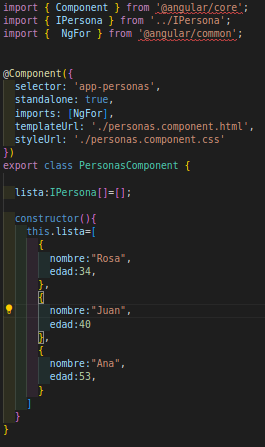 import { Component } from '@angular/core';
import { IPersona } from '../IPersona';
import {  NgFor } from '@angular/common';
@Component({
  selector: 'app-personas',
  standalone: true,
  imports: [NgFor],
  templateUrl: './personas.component.html',
  styleUrl: './personas.component.css'
})
export class PersonasComponent {
  lista:IPersona[]=[];
  constructor(){
    this.lista=[
      {
        nombre:"Rosa",
        edad:34,
      },
      {
        nombre:"Juan",
        edad:40
      },
      {
        nombre:"Ana",
        edad:53,
      }
    ]
  }
}